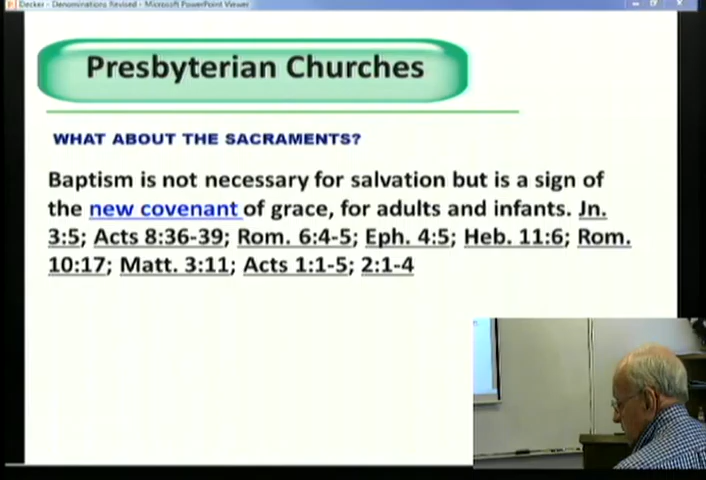 Decker - Denominations Revised - Microsoft PowerPoint Viewer
Presbyterian Churches
WHAT ABOUT THE SACRAMENTS?
Baptism is not necessary for salvation but is a sign of
the new covenant of grace, for adults and infants. Jn.
3:5; Acts 8:36-39; Rom. 6:4-5; Eph. 4:5; Heb. 11:6; Rom.
10:17; Matt. 3:11; Acts 1:1-5; 2:1-4